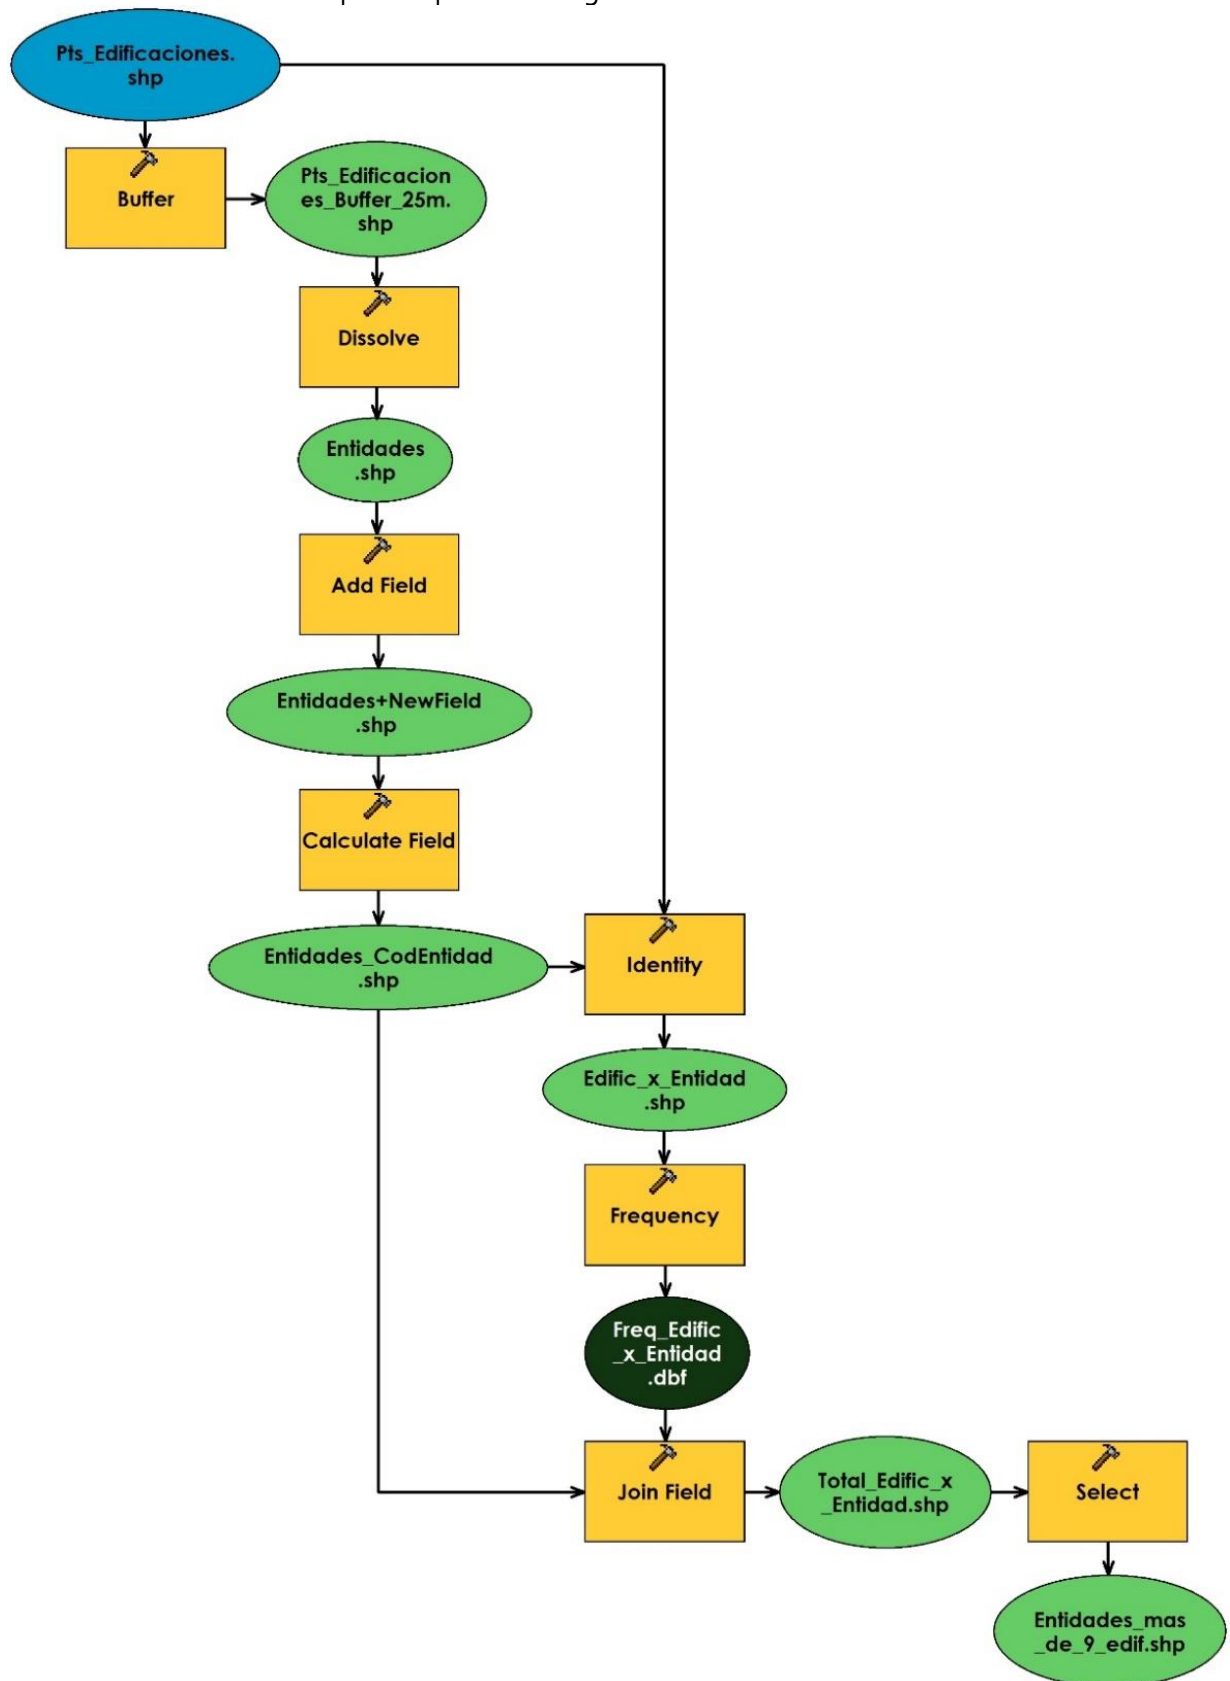 Pts_Edificaciones.
shp
Buffer
Pts_Edificacion
es_Buffer_25m.
shp
Dissolve
Entidades
.shp
Add Field
Entidades+NewField
.shp
Calculate Field
Entidades_CodEntidad
.shp
Identity
Edific_x_Entidad
.shp
Frequency
Freq_Edific
_x_Entidad
.dbf
Join Field
Total_Edific_x
_Entidad.shp
Select
Entidades_mas
_de_9_edif.shp